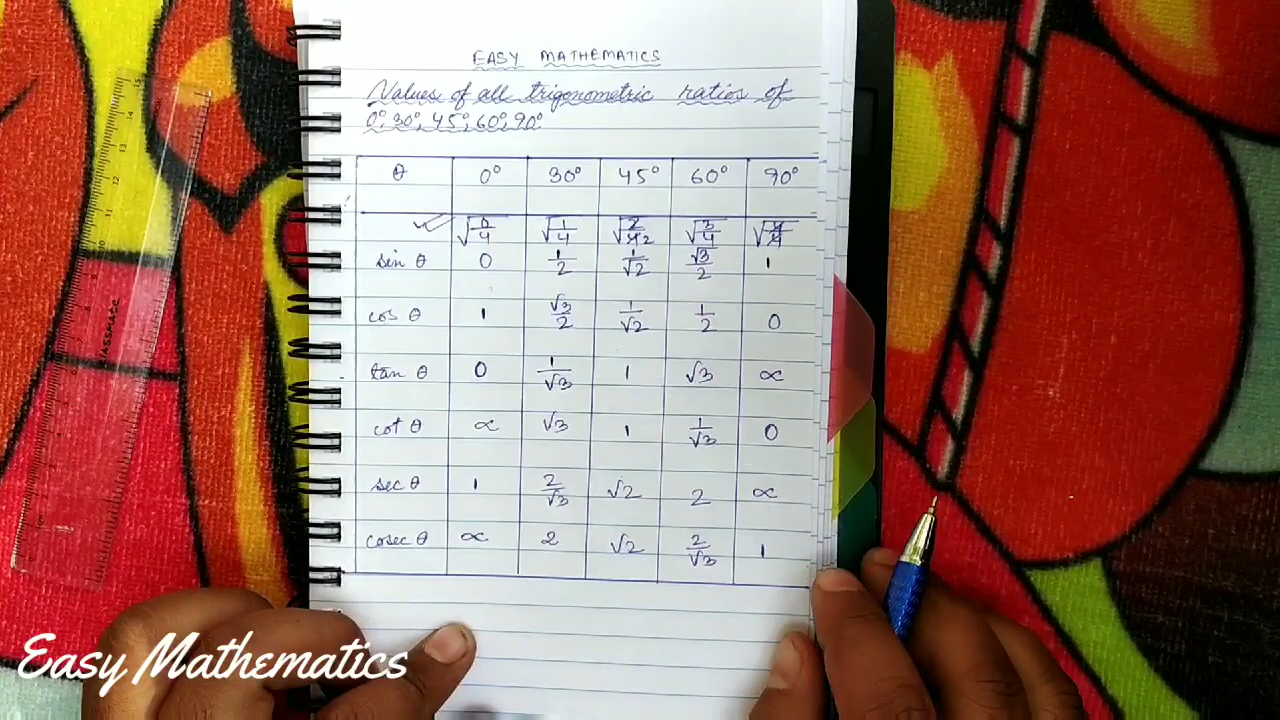 EASY MATHEMATICS
Values of all trigonometric ratios of
0°, 30°, 45°, 60°, 90°
θ 0° 30° 45° 60° 90°
√0/4 √1/4 √2/4 2 √3/4 √4/4
sin θ 0 1/2 1/√2 √3/2 1
cos θ 1 √3/2 1/√2 1/2 0
tan θ 0 1/√3 1 √3 ∝
cot θ ∝ √3 1 1/√3 0
sec θ 1 2/√3 √2 2 ∝
cosec θ ∝ 2 √2 2/√3 1
Easy Mathematics